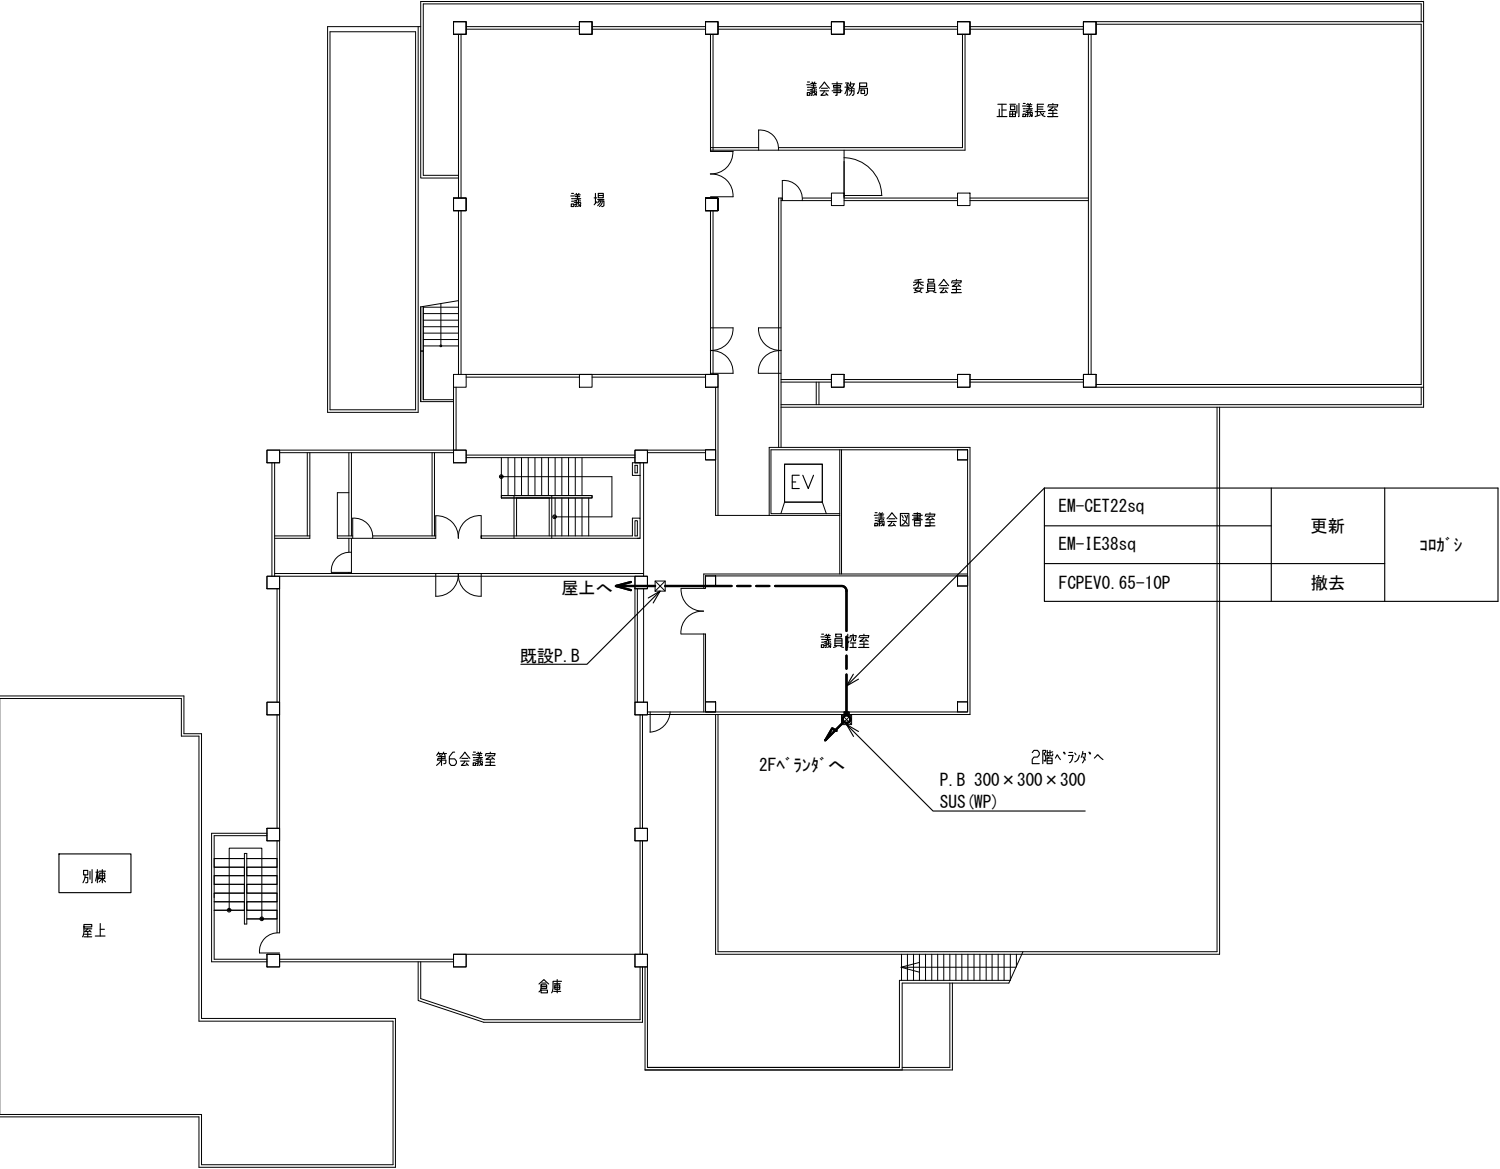 議会事務局
正副議長室
議 場
委員会室
EV
議会図書室
EM-CET22sq
更新
EM-IE38sq
ｺﾛｶﾞｼ
FCPEV0.65-10P
撤去
屋上へ
議員控室
既設P.B
2Fﾍﾞﾗﾝﾀﾞへ
2階ﾍﾞﾗﾝﾀﾞへ
P.B 300×300×300
SUS(WP)
第6会議室
別棟
屋上
倉庫